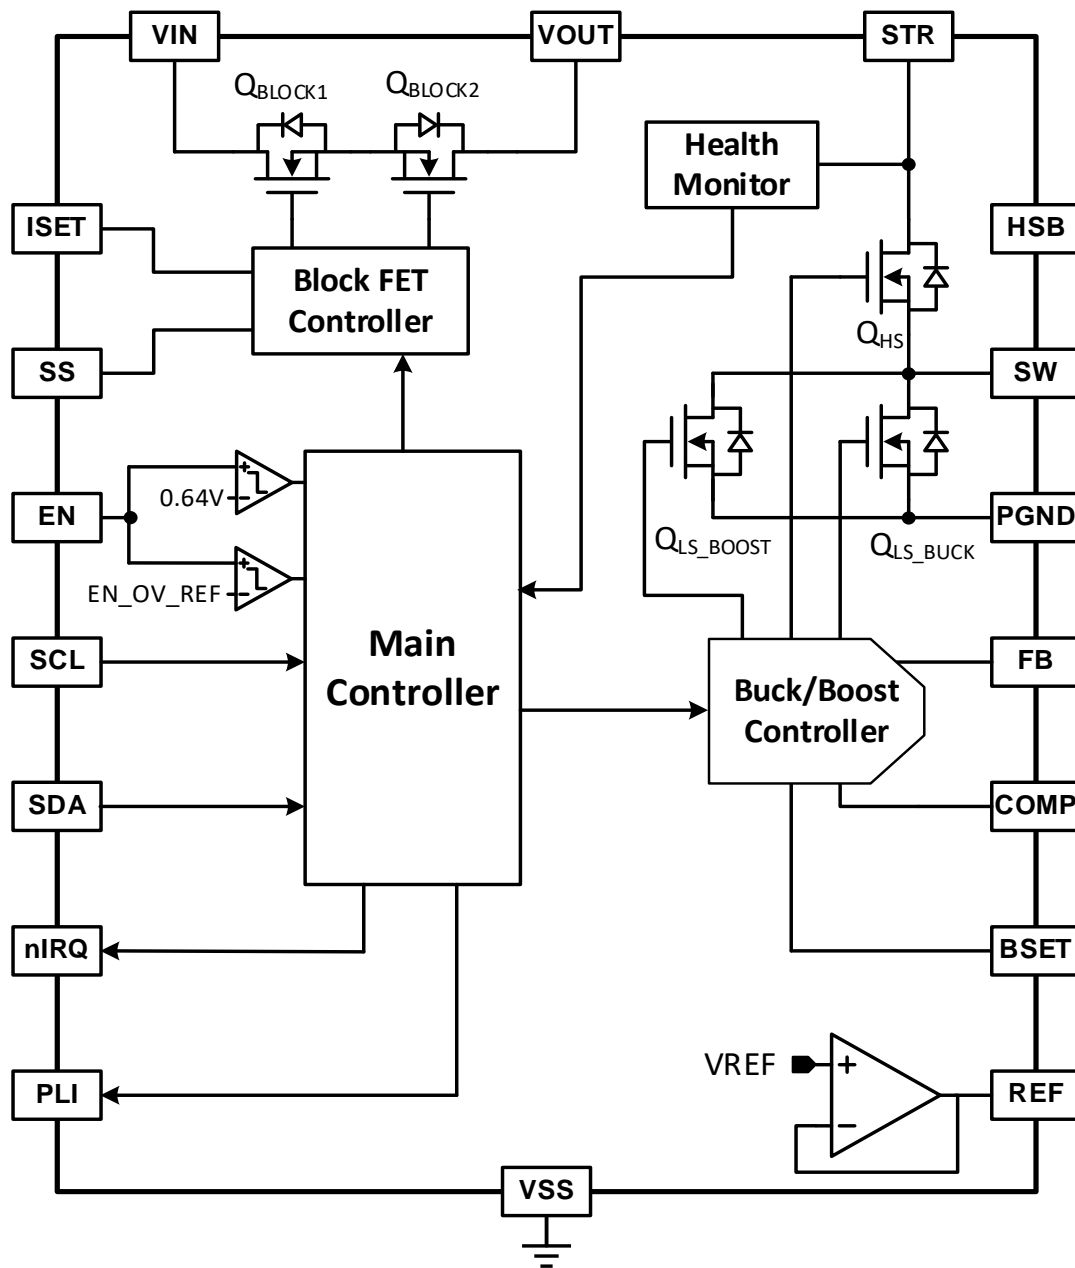 VIN
VOUT
STR
QBLOCK1
QBLOCK2
Health
Monitor
ISET
HSB
Block FET
Controller
QHS
SS
SW
EN
0.64V
PGND
QLS_BOOST
QLS_BUCK
EN_OV_REF
SCL
Main
Controller
FB
Buck/Boost
Controller
SDA
COMP
nIRQ
BSET
VREF
PLI
REF
VSS